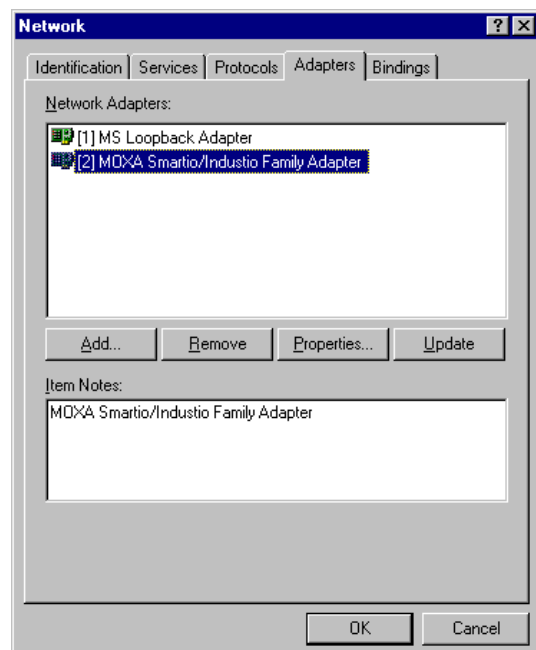 Network
Identification Services Protocols Adapters Bindings
Network Adapters:
[1] MS Loopback Adapter
[2] MOXA Smartio/Industio Family Adapter
Add... Remove Properties... Update
Item Notes:
MOXA Smartio/Industio Family Adapter
OK Cancel